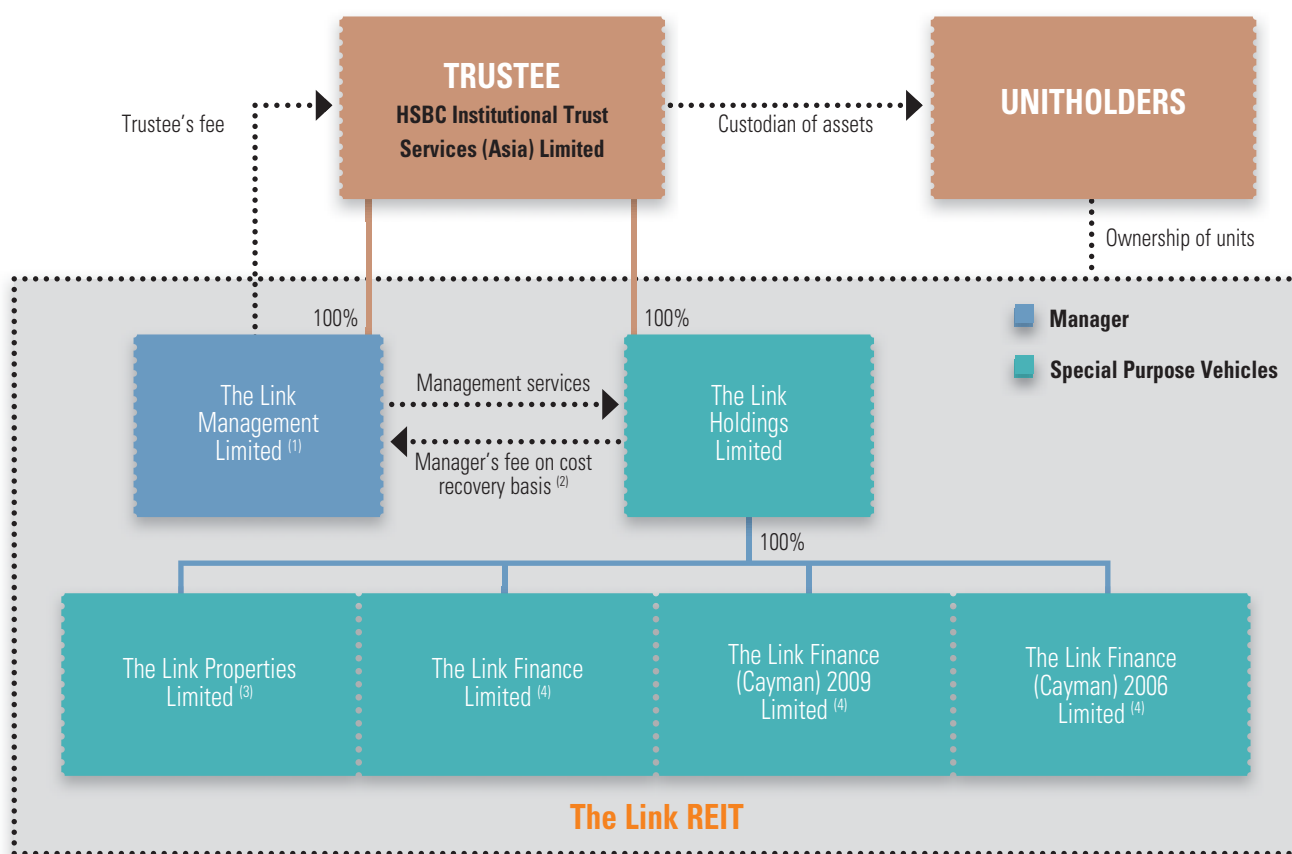 TRUSTEE
HSBC Institutional Trust
Services (Asia) Limited
UNITHOLDERS
Trustee's fee
Custodian of assets
Ownership of units
100%
100%
Manager
Special Purpose Vehicles
The Link
Management
Limited (1)
Management services
Manager's fee on cost
recovery basis (2)
The Link
Holdings
Limited
100%
The Link Properties
Limited (3)
The Link Finance
Limited (4)
The Link Finance
(Cayman) 2009
Limited (4)
The Link Finance
(Cayman) 2006
Limited (4)
The Link REIT